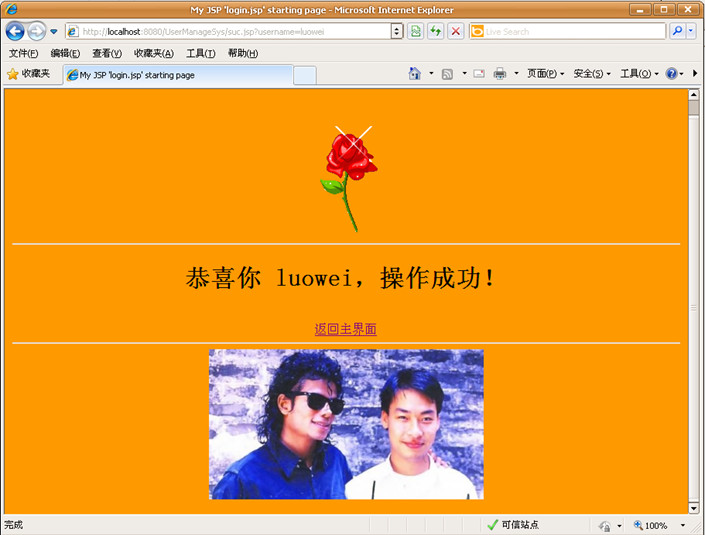 My JSP 'login.jsp' starting page - Microsoft Internet Explorer
http://localhost:8080/UserManageSys/suc.jsp?username=luowei
Live Search
文件(F) 编辑(E) 查看(V) 收藏夹(A) 工具(T) 帮助(H)
收藏夹 My JSP 'login.jsp' starting page 页面(P) 安全(S) 工具(O)
恭喜你 luowei，操作成功！
返回主界面
完成 可信站点 100%